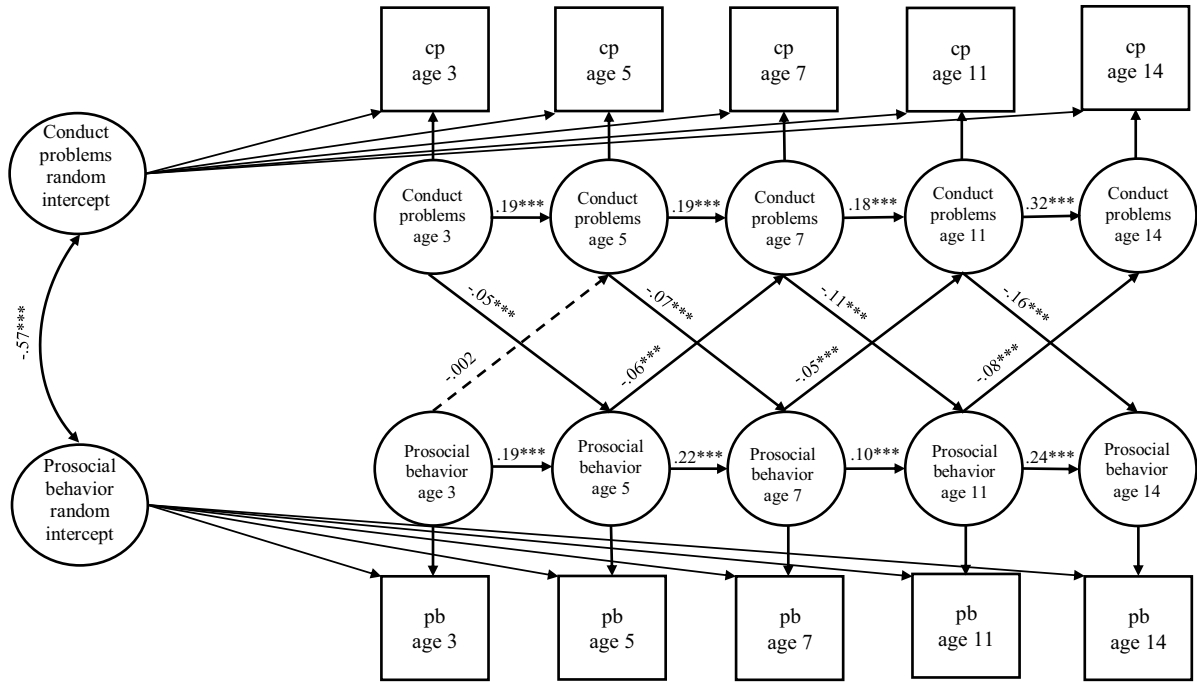 cp
age 3
cp
age 5
cp
age 7
cp
age 11
cp
age 14
Conduct
problems
random
intercept
Conduct
problems
age 3
.19***
Conduct
problems
age 5
.19***
Conduct
problems
age 7
.18***
Conduct
problems
age 11
.32***
Conduct
problems
age 14
-.57***
-.05***
-.002
-.07***
-.06***
-.11***
-.05***
-.16***
-.08***
Prosocial
behavior
random
intercept
Prosocial
behavior
age 3
.19***
Prosocial
behavior
age 5
.22***
Prosocial
behavior
age 7
.10***
Prosocial
behavior
age 11
.24***
Prosocial
behavior
age 14
pb
age 3
pb
age 5
pb
age 7
pb
age 11
pb
age 14